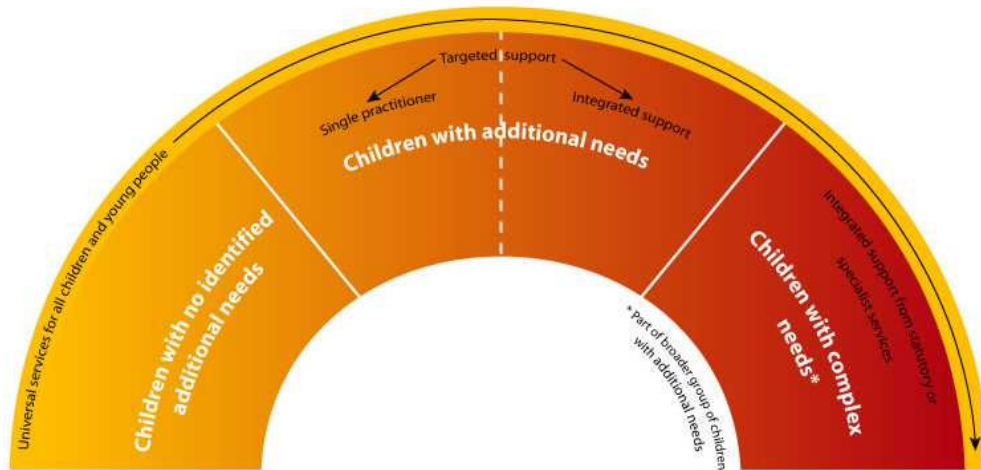 Universal services for all children and young people
Children with no identified
additional needs
Targeted support
Single practitioner
Integrated support
Children with additional needs
Integrated support from statutory or
specialist services
Children with complex
needs*
* Part of broader group of children
with additional needs